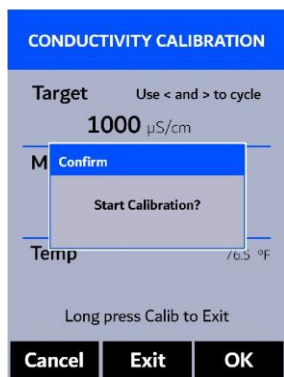 CONDUCTIVITY CALIBRATION
Target Use < and > to cycle
1000 µS/cm
M
Confirm
Start Calibration?
Temp 76.5 °F
Long press Calib to Exit
Cancel Exit OK